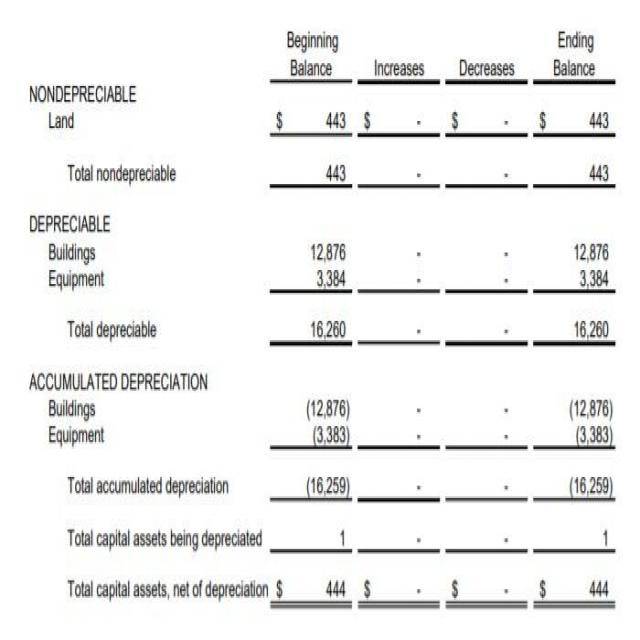 Beginning Ending
Balance Increases Decreases Balance
NONDEPRECIABLE
Land $ 443 $ - $ - $ 443
Total nondepreciable 443 - - 443
DEPRECIABLE
Buildings 12,876 - - 12,876
Equipment 3,384 - - 3,384
Total depreciable 16,260 - - 16,260
ACCUMULATED DEPRECIATION
Buildings (12,876) - - (12,876)
Equipment (3,383) - - (3,383)
Total accumulated depreciation (16,259) - - (16,259)
Total capital assets being depreciated 1 - - 1
Total capital assets, net of depreciation $ 444 $ - $ - $ 444